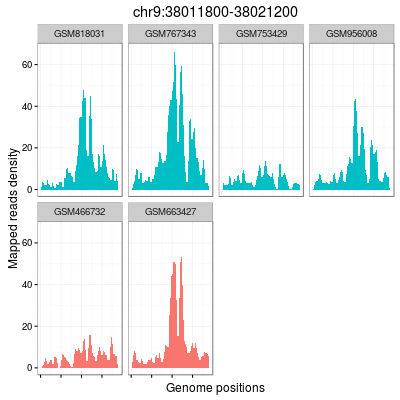 chr9:38011800-38021200
GSM818031 GSM767343 GSM753429 GSM956008
60
40
20
0
GSM466732 GSM663427
60
40
20
0
Mapped reads density
Genome positions